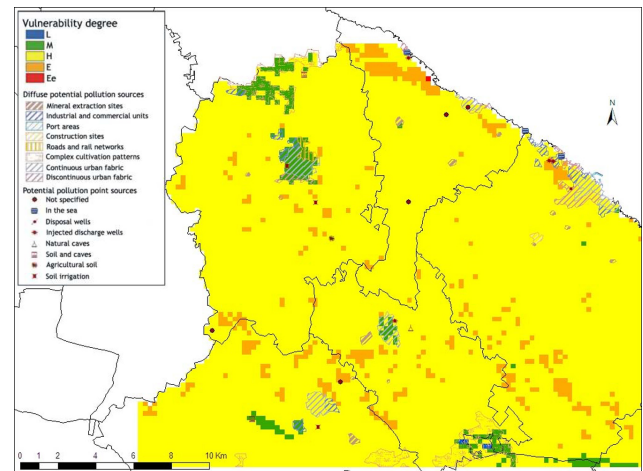 Vulnerability degree
L
M
H
E
Ee
Diffuse potential pollution sources
Mineral extraction sites
Industrial and commercial units
Port areas
Construction sites
Roads and rail networks
Complex cultivation patterns
Continuous urban fabric
Discontinuous urban fabric
Potential pollution point sources
Not specified
In the sea
Disposal wells
Injected discharge wells
Natural caves
Soil and caves
Agricultural soil
Soil irrigation
N
0 1 2 4 6 8 10 Km